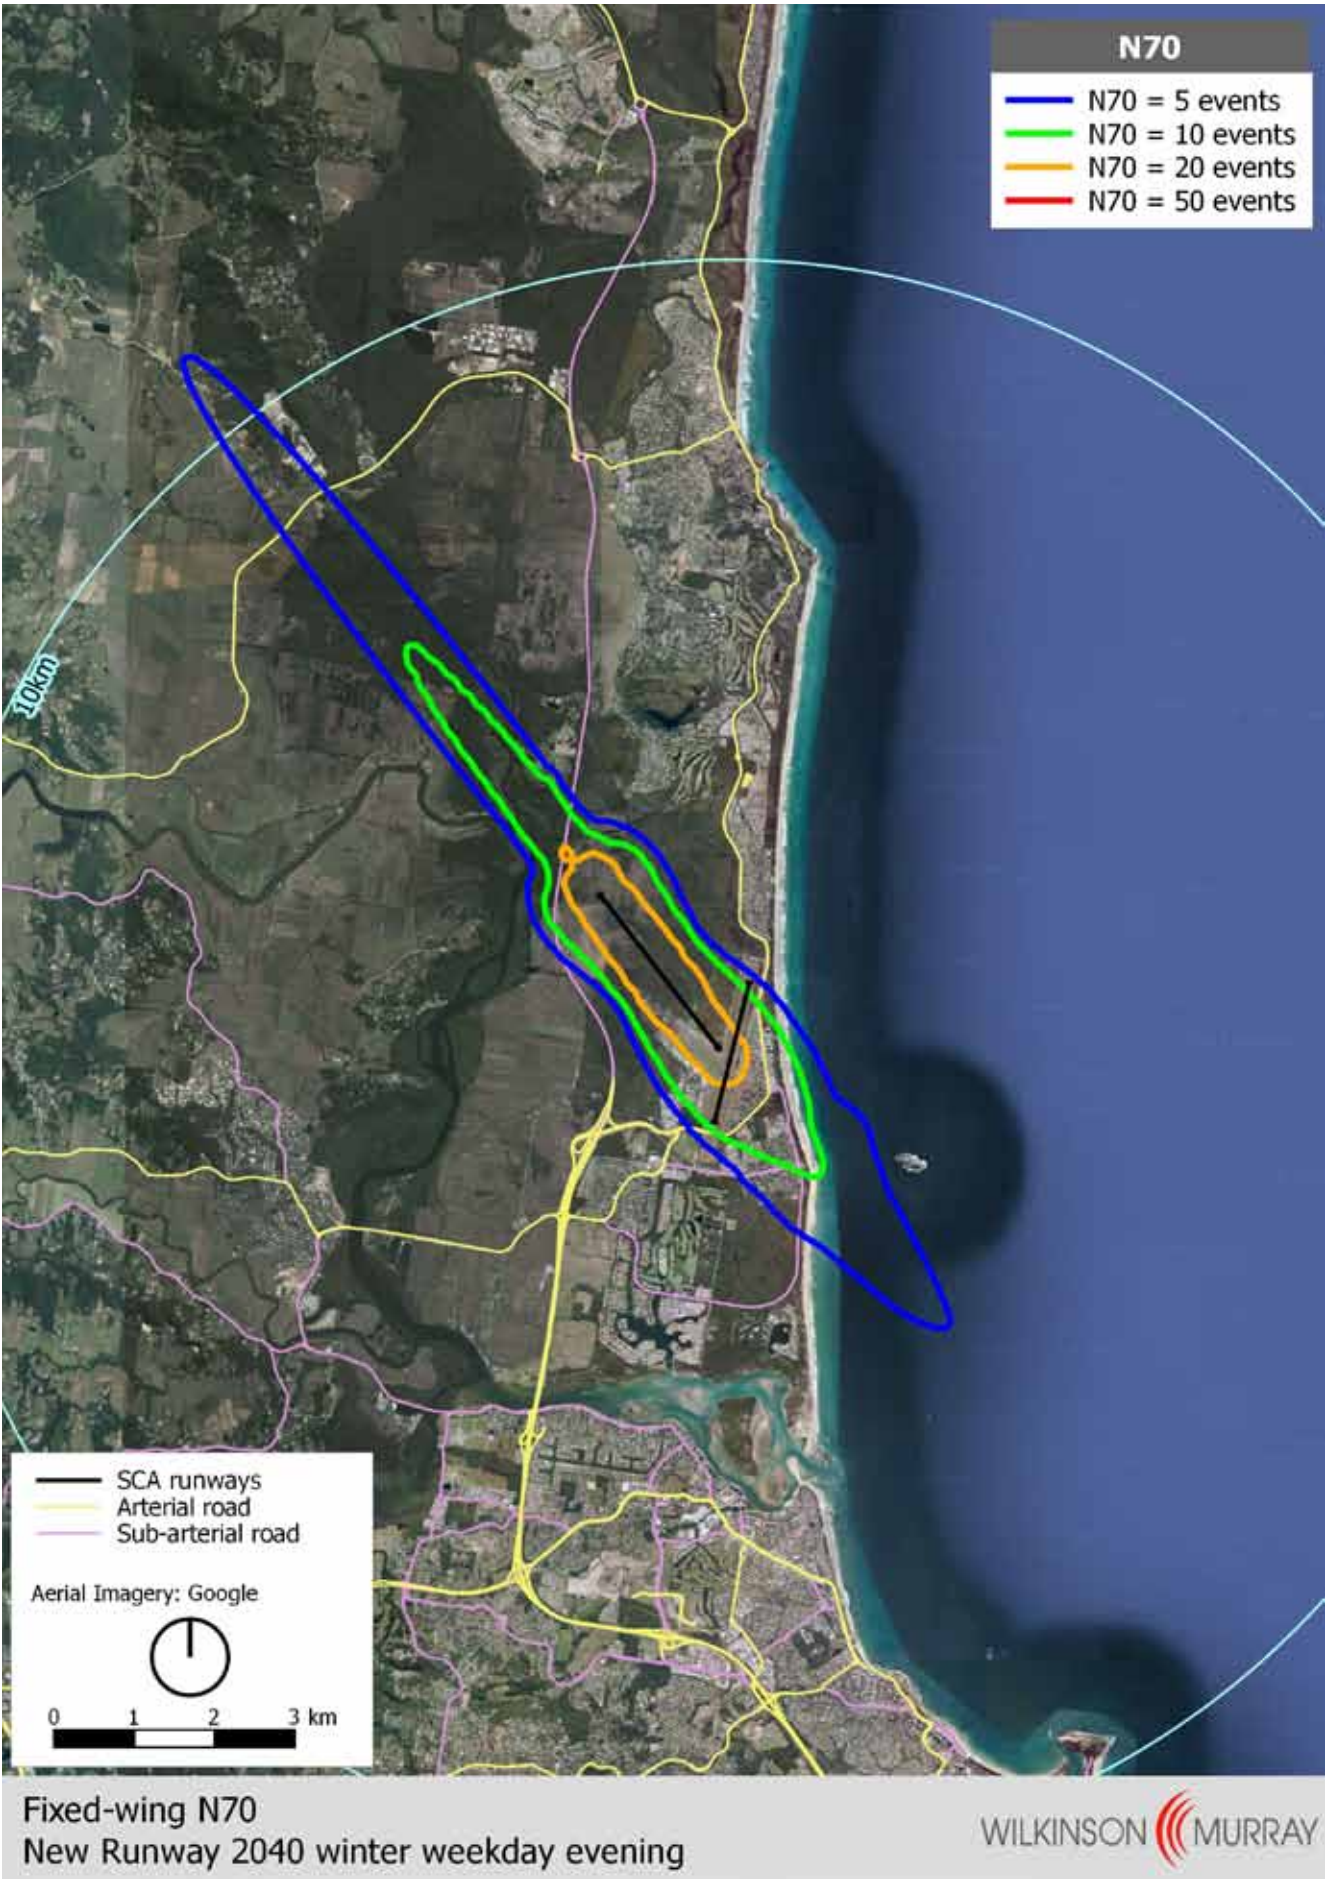 N70
N70 = 5 events
N70 = 10 events
N70 = 20 events
N70 = 50 events
10km
SCA runways
Arterial road
Sub-arterial road
Aerial Imagery: Google
0 1 2 3 km
Fixed-wing N70
New Runway 2040 winter weekday evening
WILKINSON MURRAY